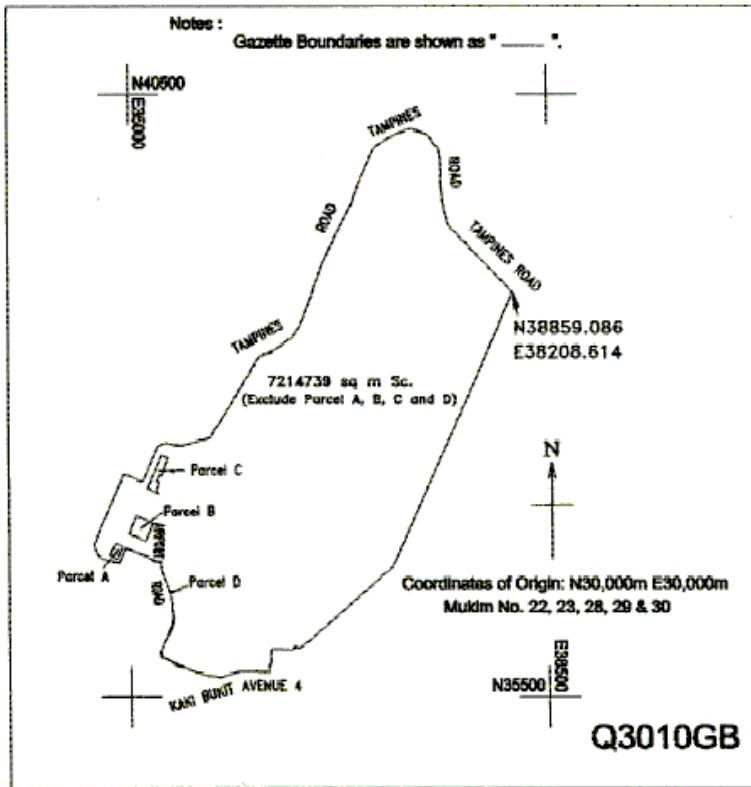 Notes :
Gazette Boundaries are shown as " —— ".
N40500
E35000
TAMPINES
ROAD
ROAD
TAMPINES ROAD
TAMPINES
N38859.086
E38208.614
7214739 sq m Sc.
(Exclude Parcel A, B, C and D)
N
Parcel C
Parcel B
AIRPORT
Parcel A
ROAD
Parcel D
Coordinates of Origin: N30,000m E30,000m
Mukim No. 22, 23, 28, 29 & 30
KAKI BUKIT AVENUE 4
N35500
E38500
Q3010GB